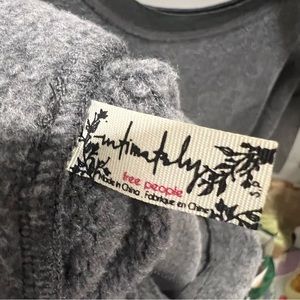 intimately
free people
Made in China . Fabriqué en Chine
S